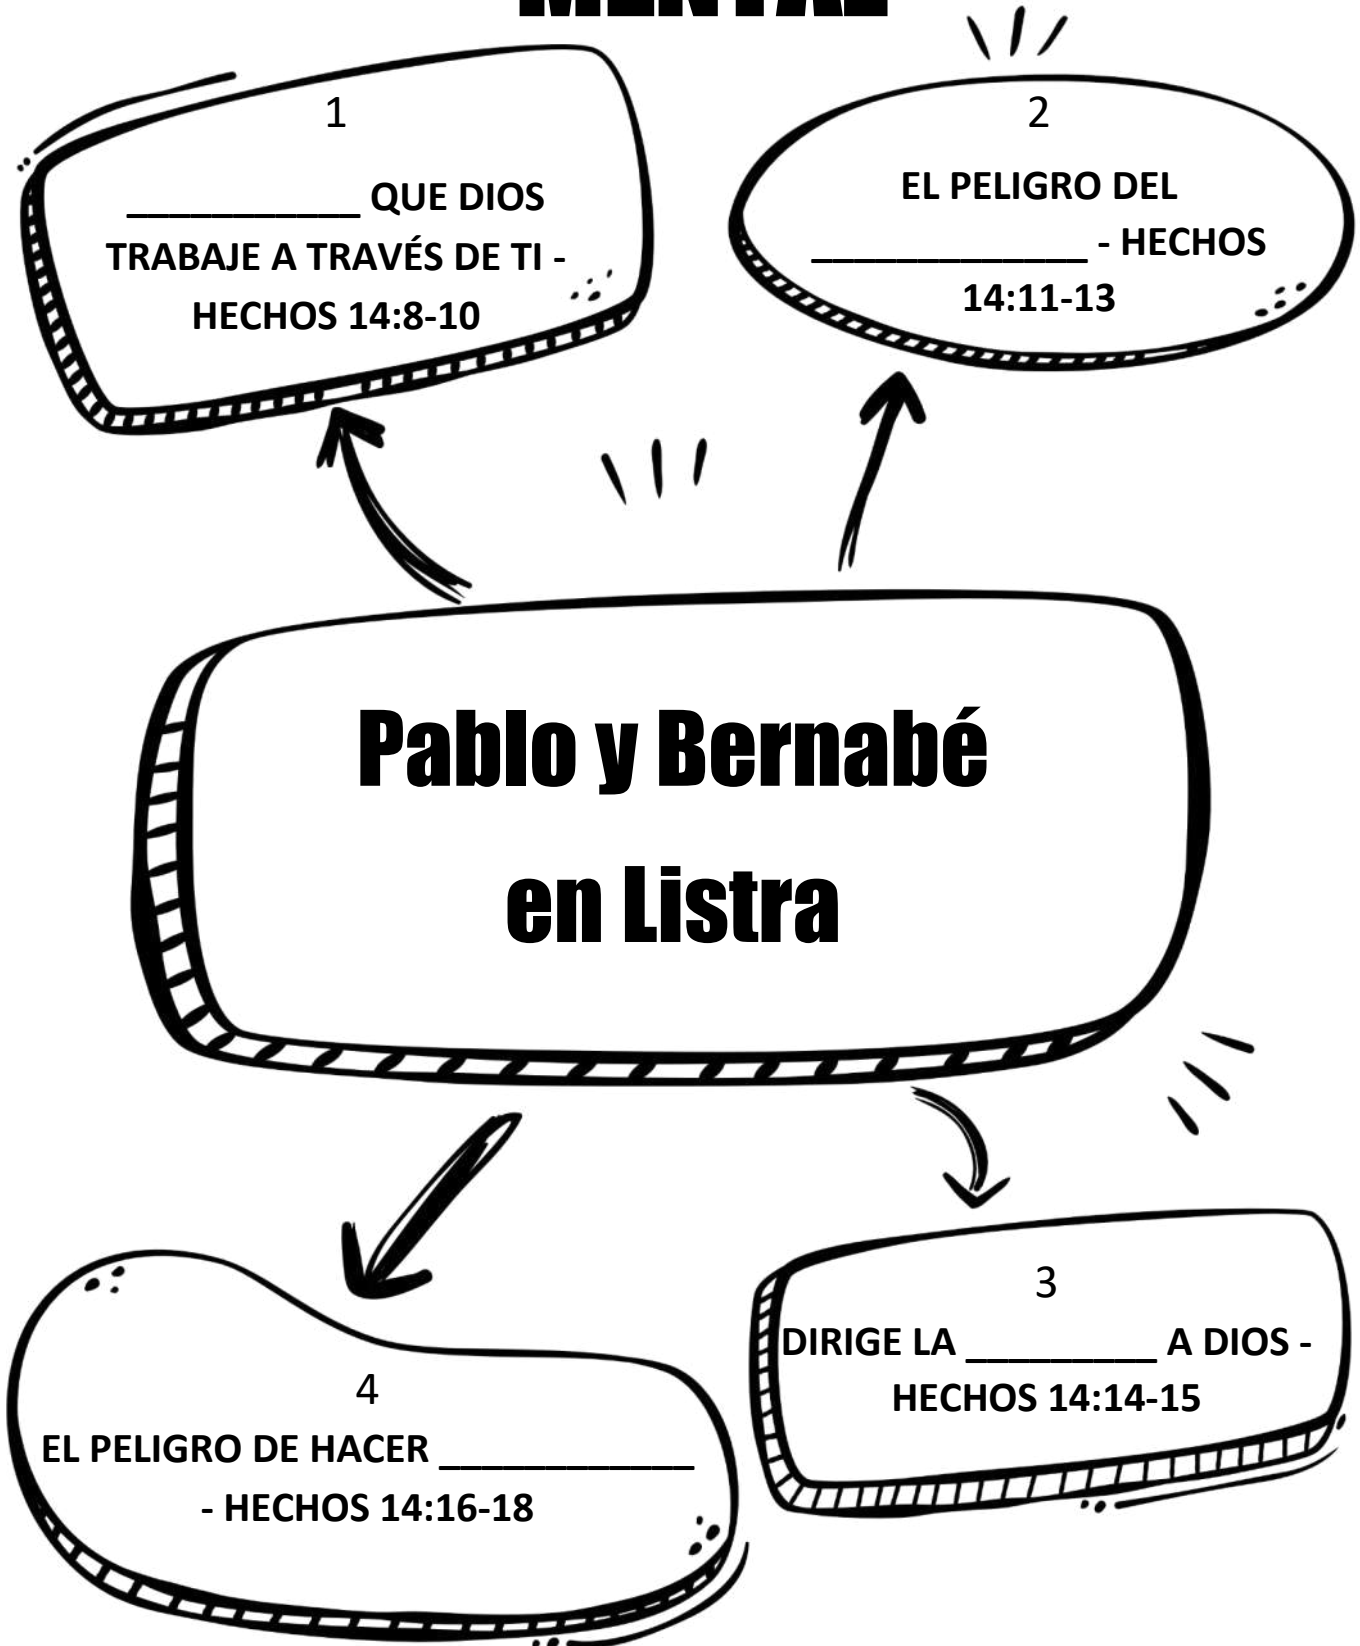 1
___________ QUE DIOS
TRABAJE A TRAVÉS DE TI -
HECHOS 14:8-10
2
EL PELIGRO DEL
_____________ - HECHOS
14:11-13
Pablo y Bernabé
en Listra
3
DIRIGE LA _________ A DIOS -
HECHOS 14:14-15
4
EL PELIGRO DE HACER ____________
- HECHOS 14:16-18